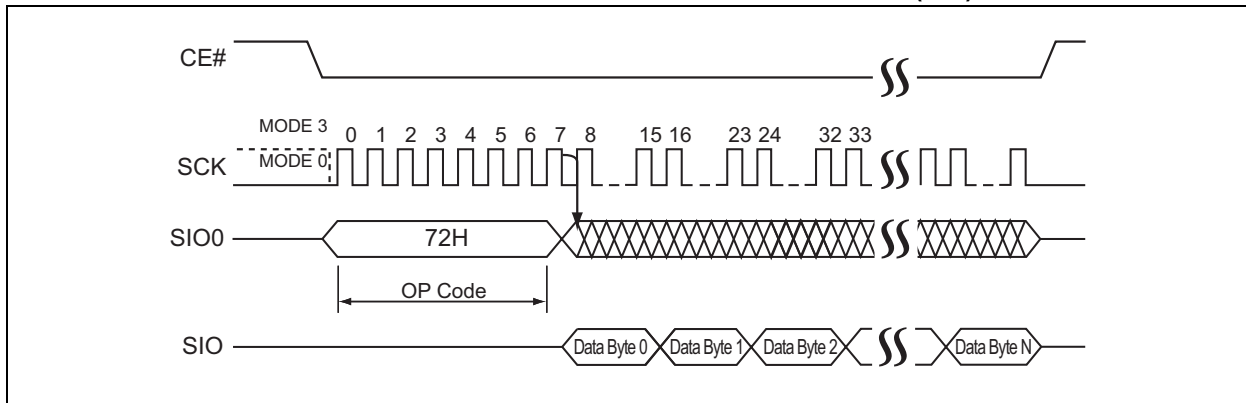 CE#
MODE 3
0 1 2 3 4 5 6 7 8 15 16 23 24 32 33
SCK
MODE 0
SIO0
72H
OP Code
SIO
Data Byte 0 Data Byte 1 Data Byte 2 Data Byte N